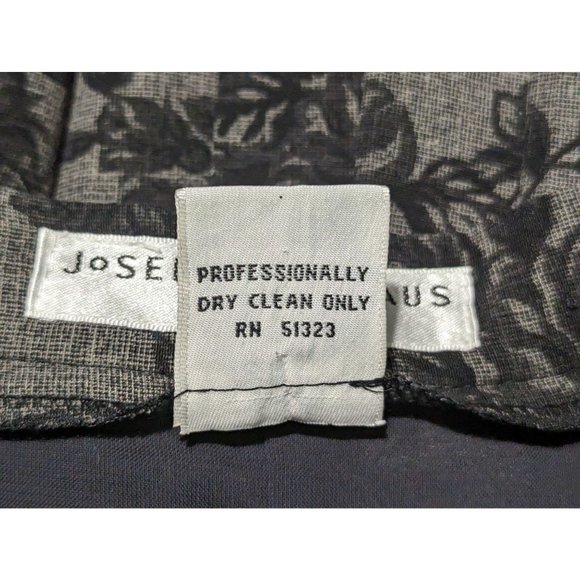 JoSE AUS
PROFESSIONALLY
DRY CLEAN ONLY
RN 51323